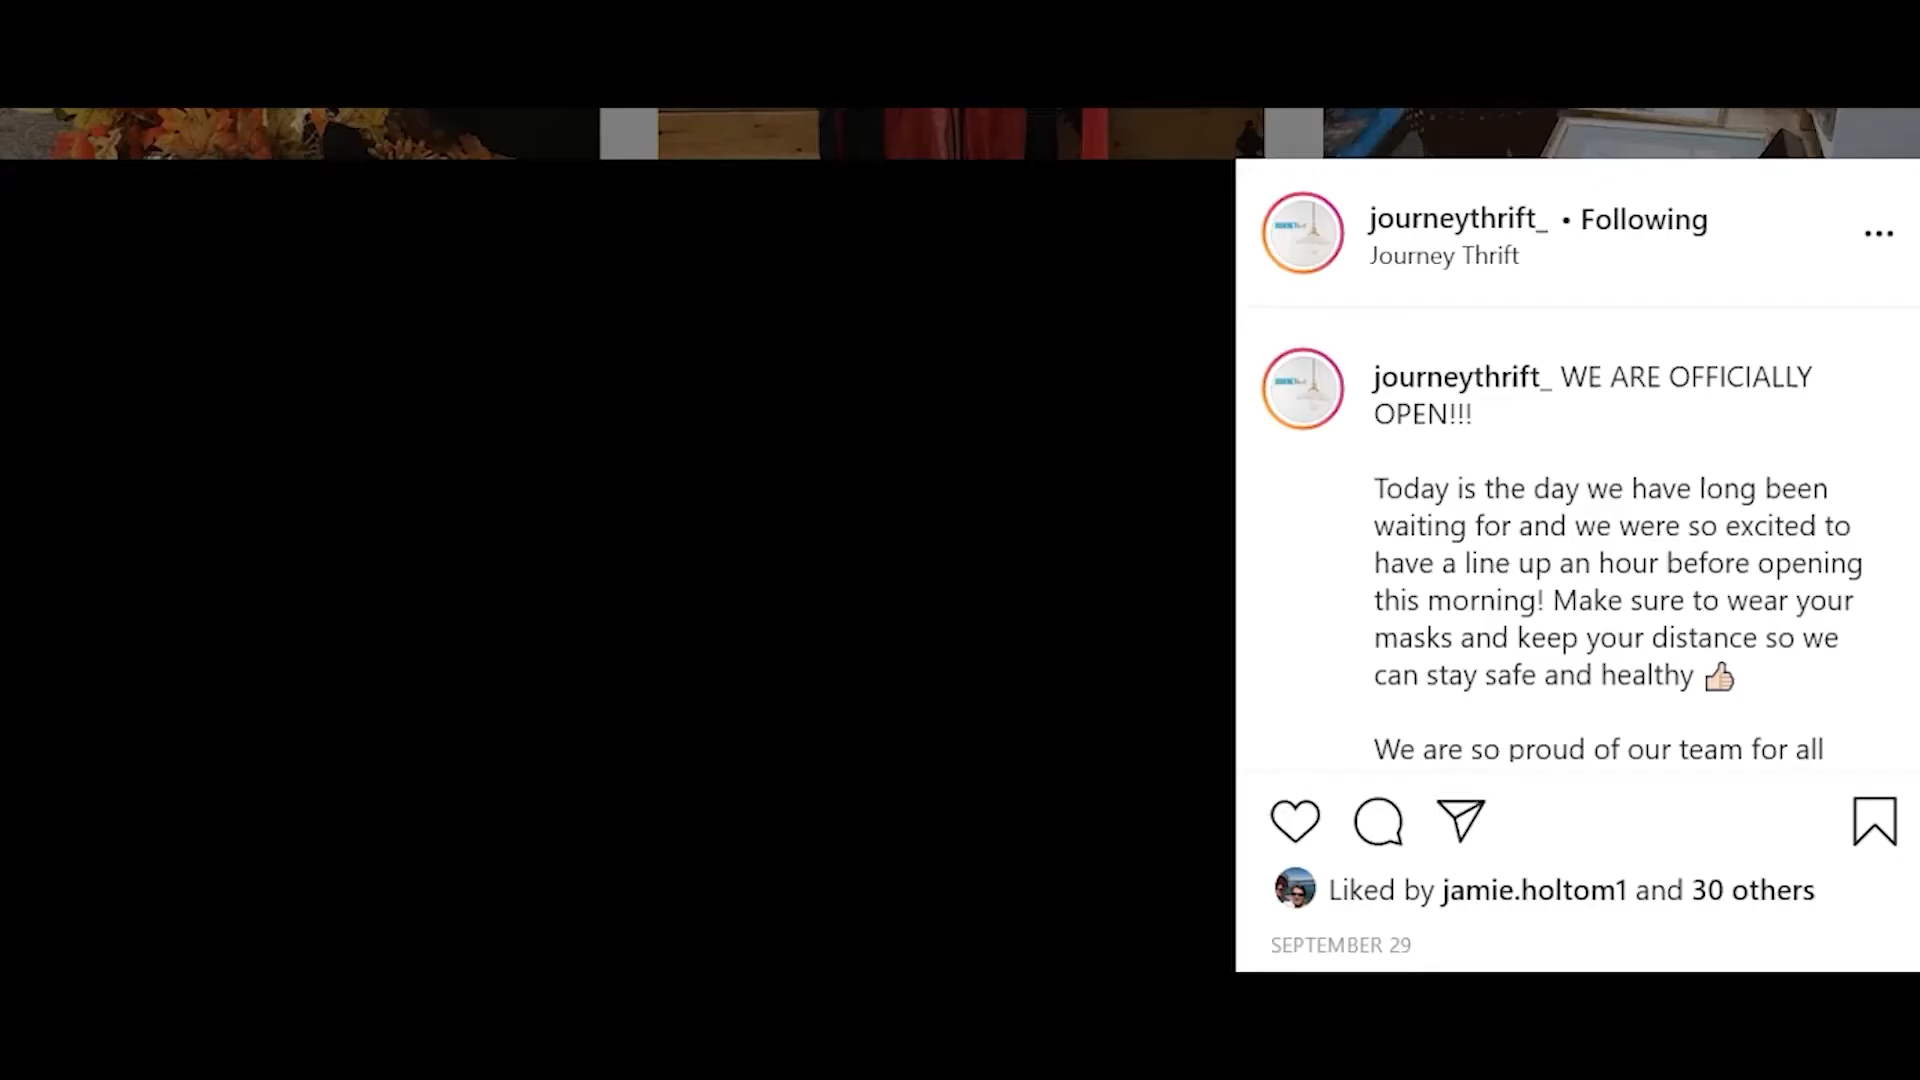 journeythrift_ • Following
Journey Thrift
journeythrift_ WE ARE OFFICIALLY
OPEN!!!
Today is the day we have long been
waiting for and we were so excited to
have a line up an hour before opening
this morning! Make sure to wear your
masks and keep your distance so we
can stay safe and healthy 👍🏻
We are so proud of our team for all
Liked by jamie.holtom1 and 30 others
SEPTEMBER 29